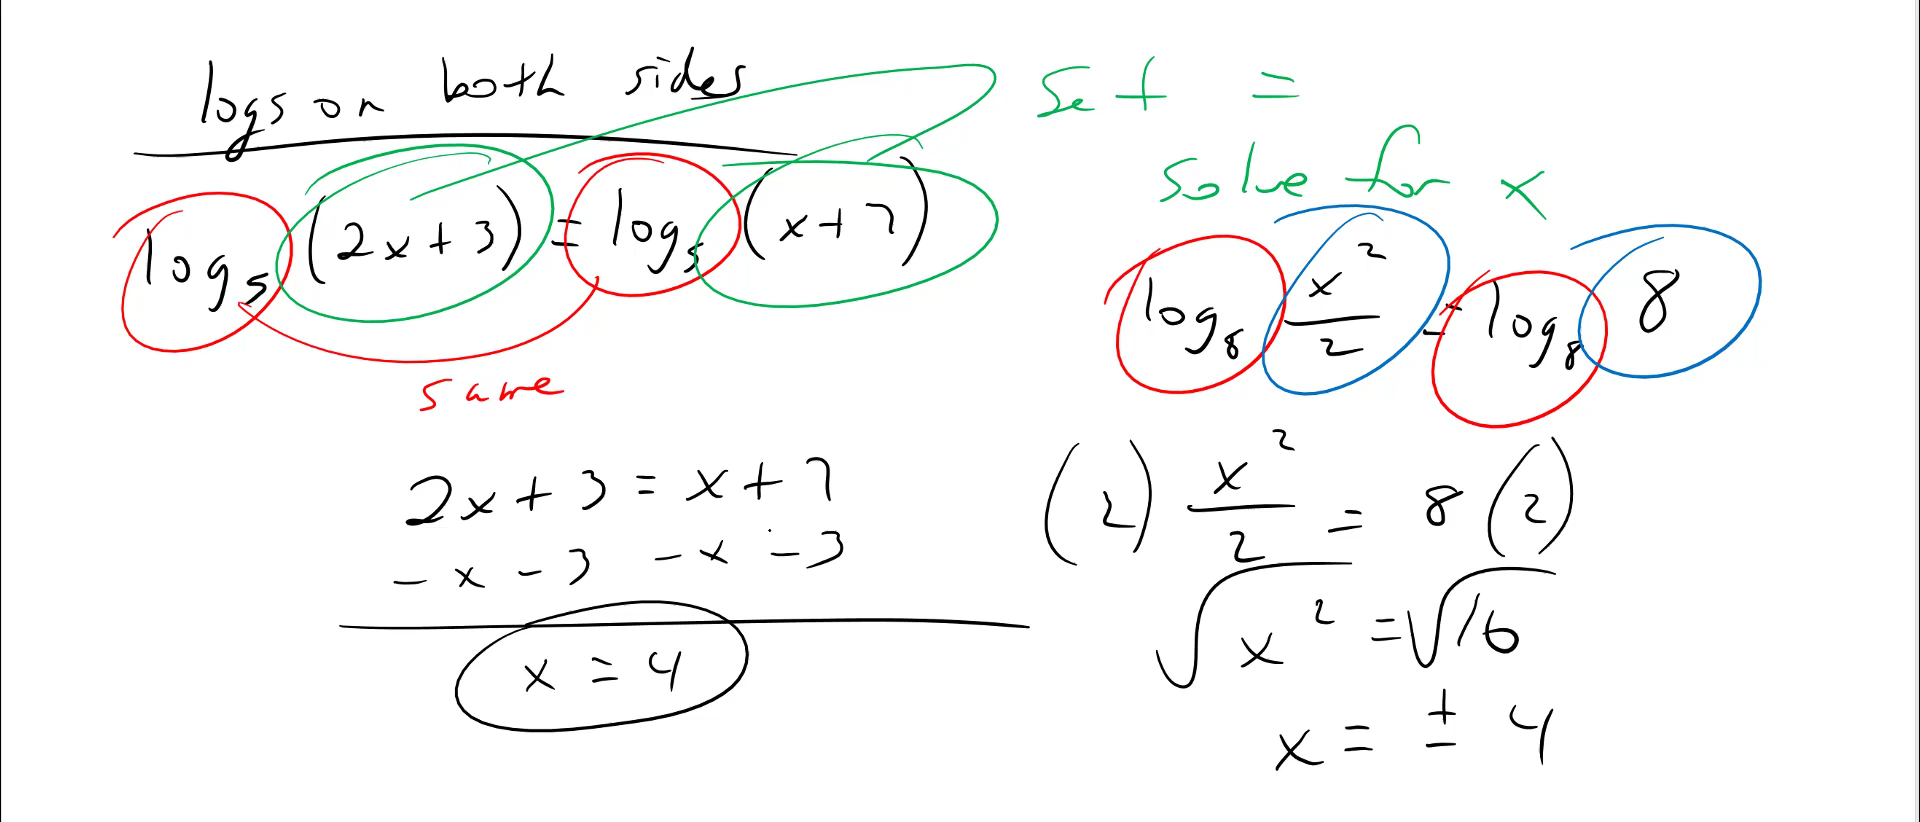 logs on both sides
log₅(2x+3) = log₅(x+7)
same
2x+3 = x+7
-x -3 -x -3
x = 4
Set =
solve for x
log₈ x²/2 = log₈ 8
(2) x²/2 = 8 (2)
√x² = √16
x = ± 4